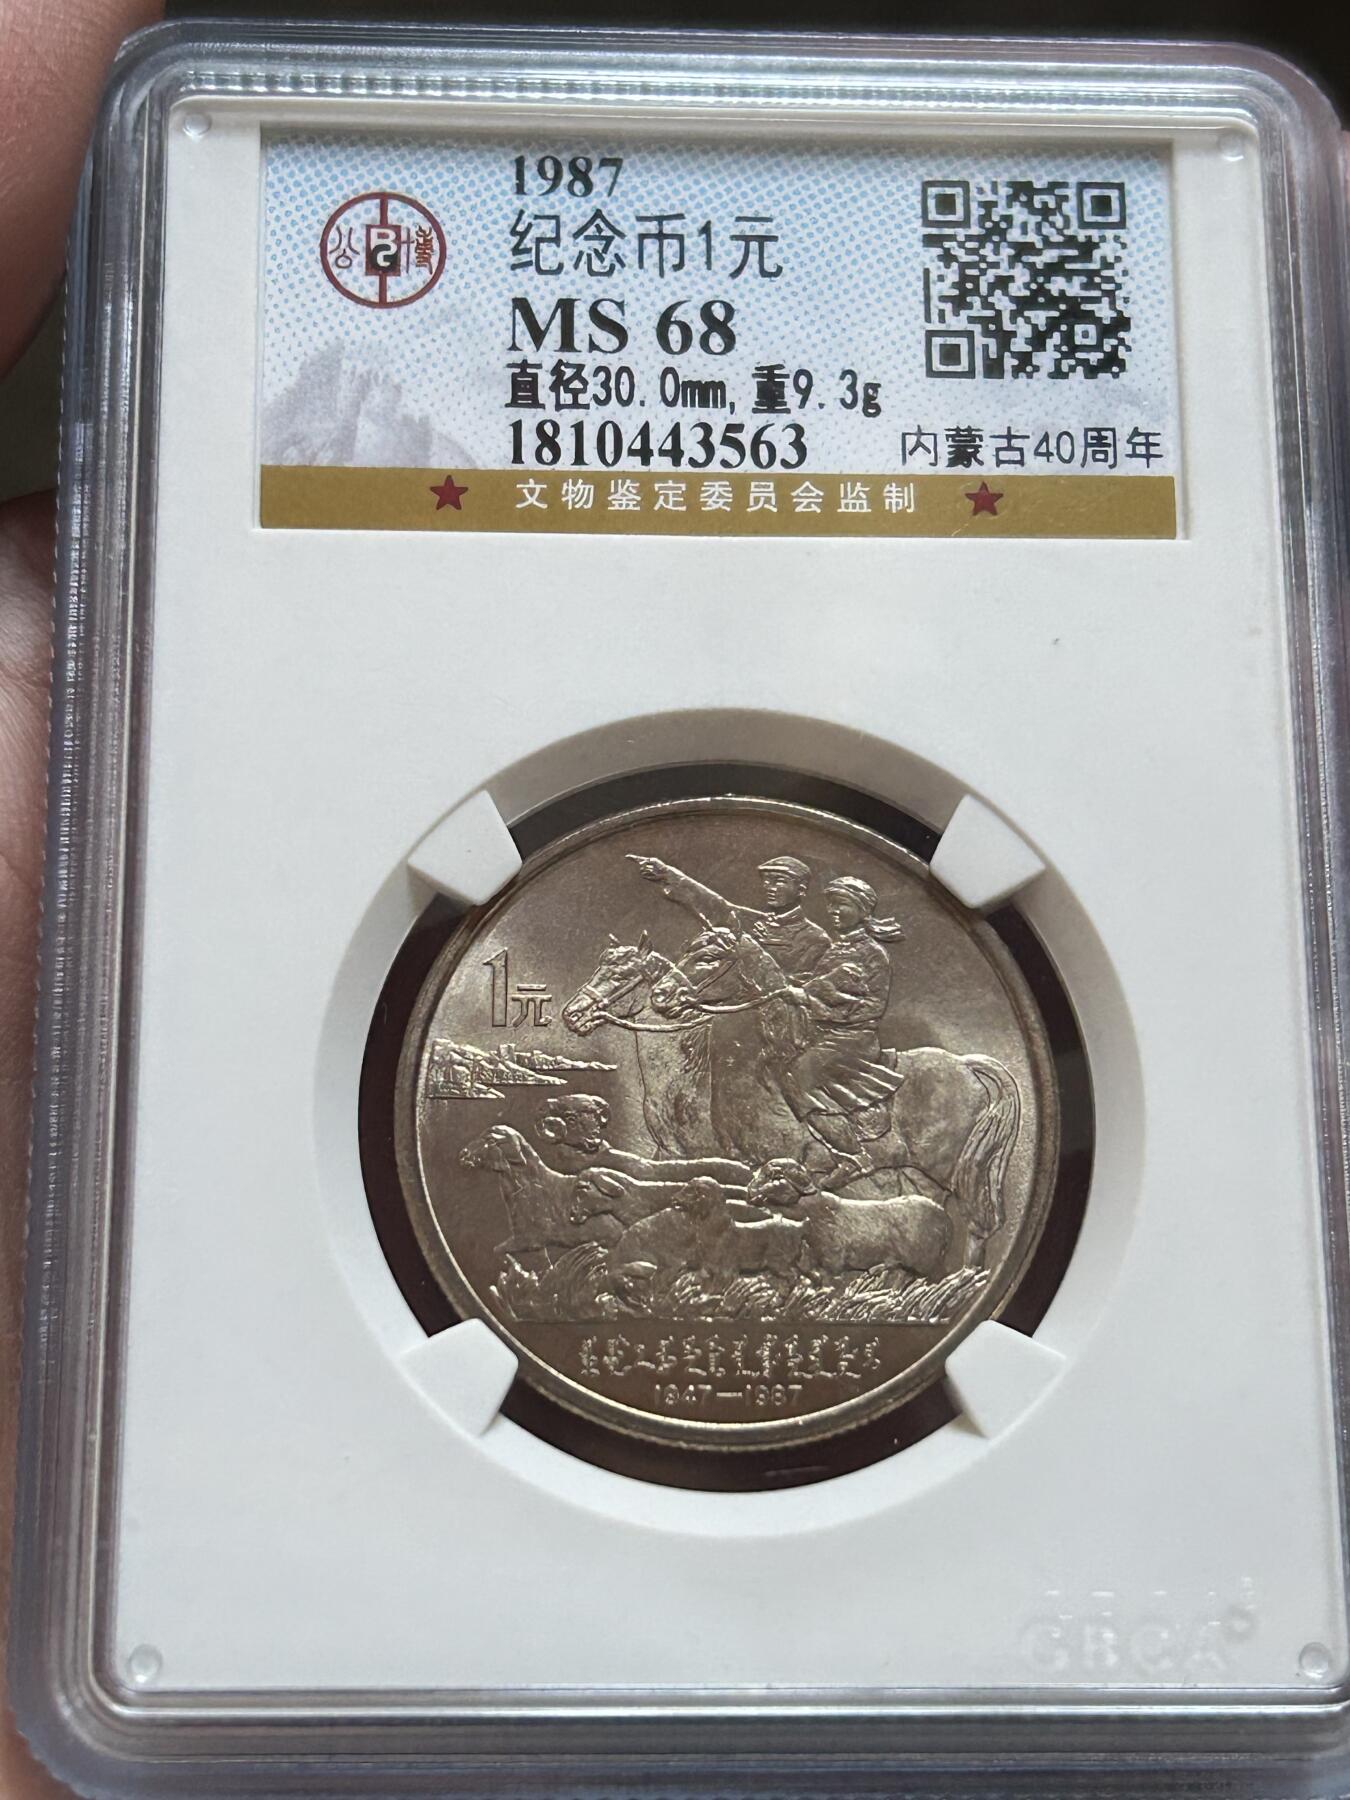 1987
公 博
纪念币1元
MS 68
直径30.0mm,重9.3g
1810443563
内蒙古40周年
★ 文物鉴定委员会监制 ★
1元
1947—1987
GBCA